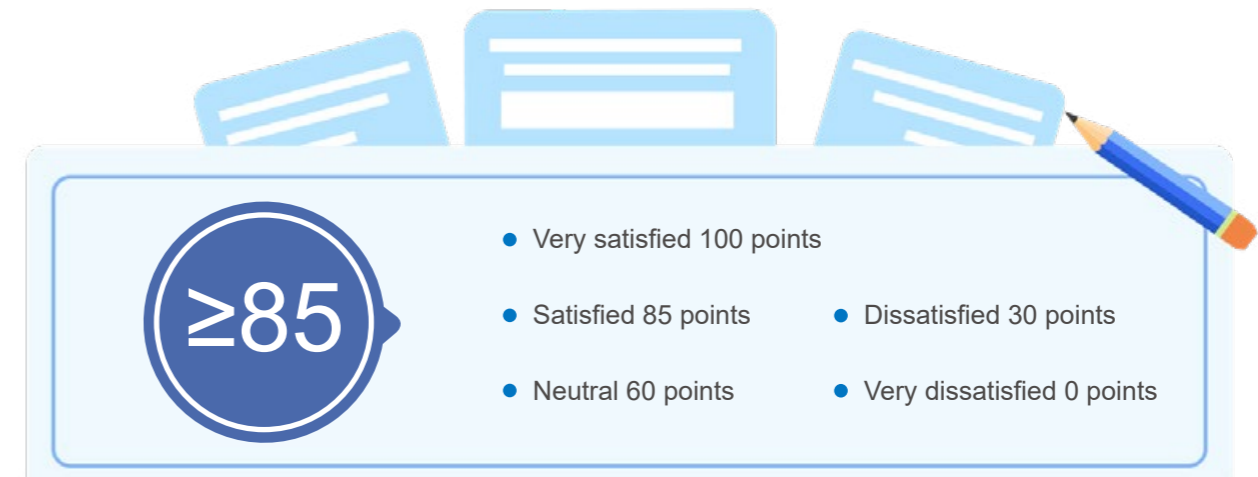 ≥85
Very satisfied 100 points
Satisfied 85 points
Dissatisfied 30 points
Neutral 60 points
Very dissatisfied 0 points